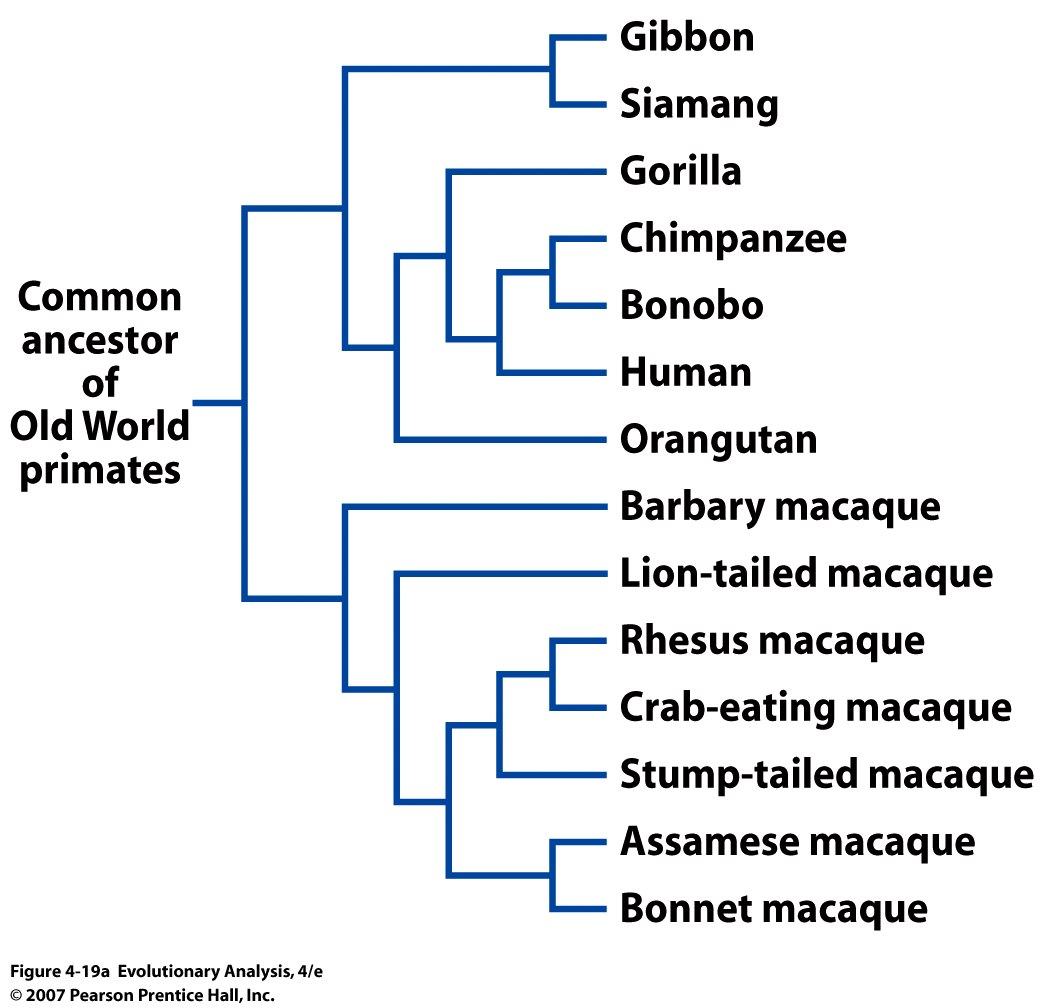 Gibbon
Siamang
Gorilla
Chimpanzee
Bonobo
Human
Orangutan
Common
ancestor
of
Old World
primates
Barbary macaque
Lion-tailed macaque
Rhesus macaque
Crab-eating macaque
Stump-tailed macaque
Assamese macaque
Bonnet macaque
Figure 4-19a Evolutionary Analysis, 4/e
© 2007 Pearson Prentice Hall, Inc.